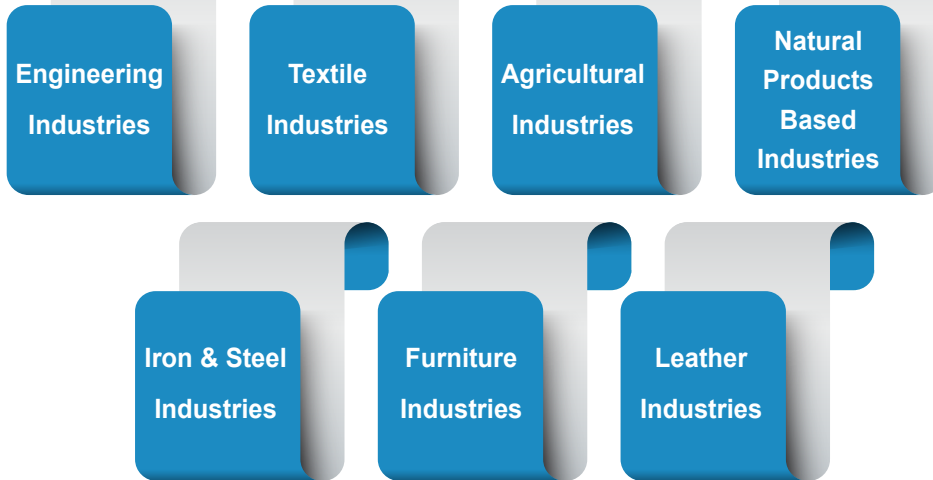 Engineering
Industries
Textile
Industries
Agricultural
Industries
Natural
Products
Based
Industries
Iron & Steel
Industries
Furniture
Industries
Leather
Industries